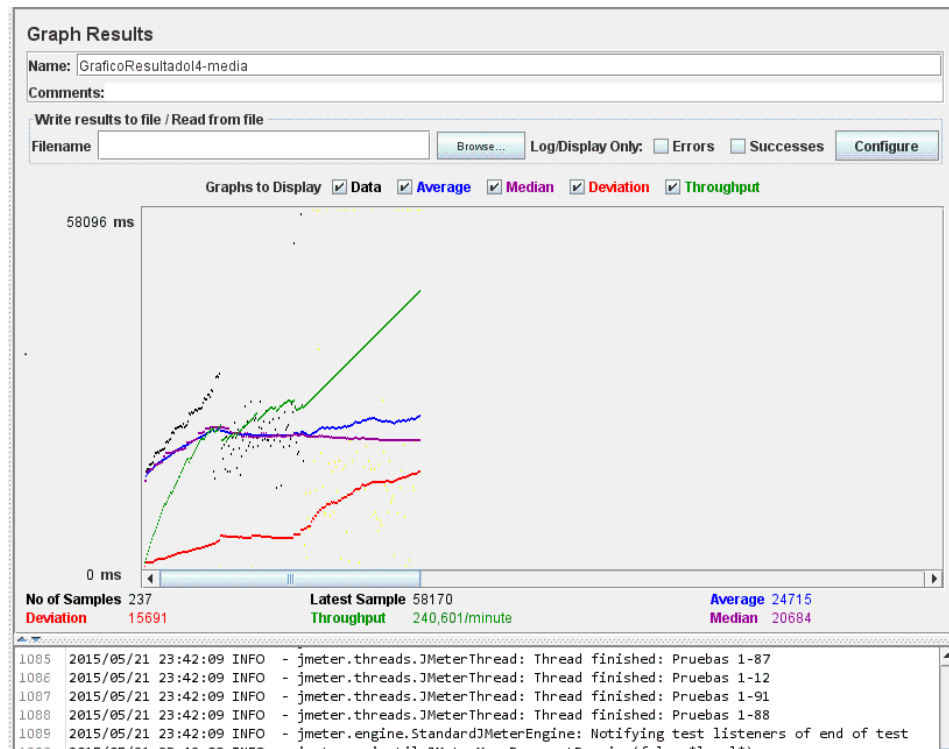 Graph Results
Name: GraficoResultadoI4-media
Comments:
Write results to file / Read from file
Filename Browse... Log/Display Only: Errors Successes Configure
Graphs to Display Data Average Median Deviation Throughput
58096 ms
0 ms
No of Samples 237 Latest Sample 58170 Average 24715
Deviation 15691 Throughput 240,601/minute Median 20684
1085 2015/05/21 23:42:09 INFO - jmeter.threads.JMeterThread: Thread finished: Pruebas 1-87
1086 2015/05/21 23:42:09 INFO - jmeter.threads.JMeterThread: Thread finished: Pruebas 1-12
1087 2015/05/21 23:42:09 INFO - jmeter.threads.JMeterThread: Thread finished: Pruebas 1-91
1088 2015/05/21 23:42:09 INFO - jmeter.threads.JMeterThread: Thread finished: Pruebas 1-88
1089 2015/05/21 23:42:09 INFO - jmeter.engine.StandardJMeterEngine: Notifying test listeners of end of test